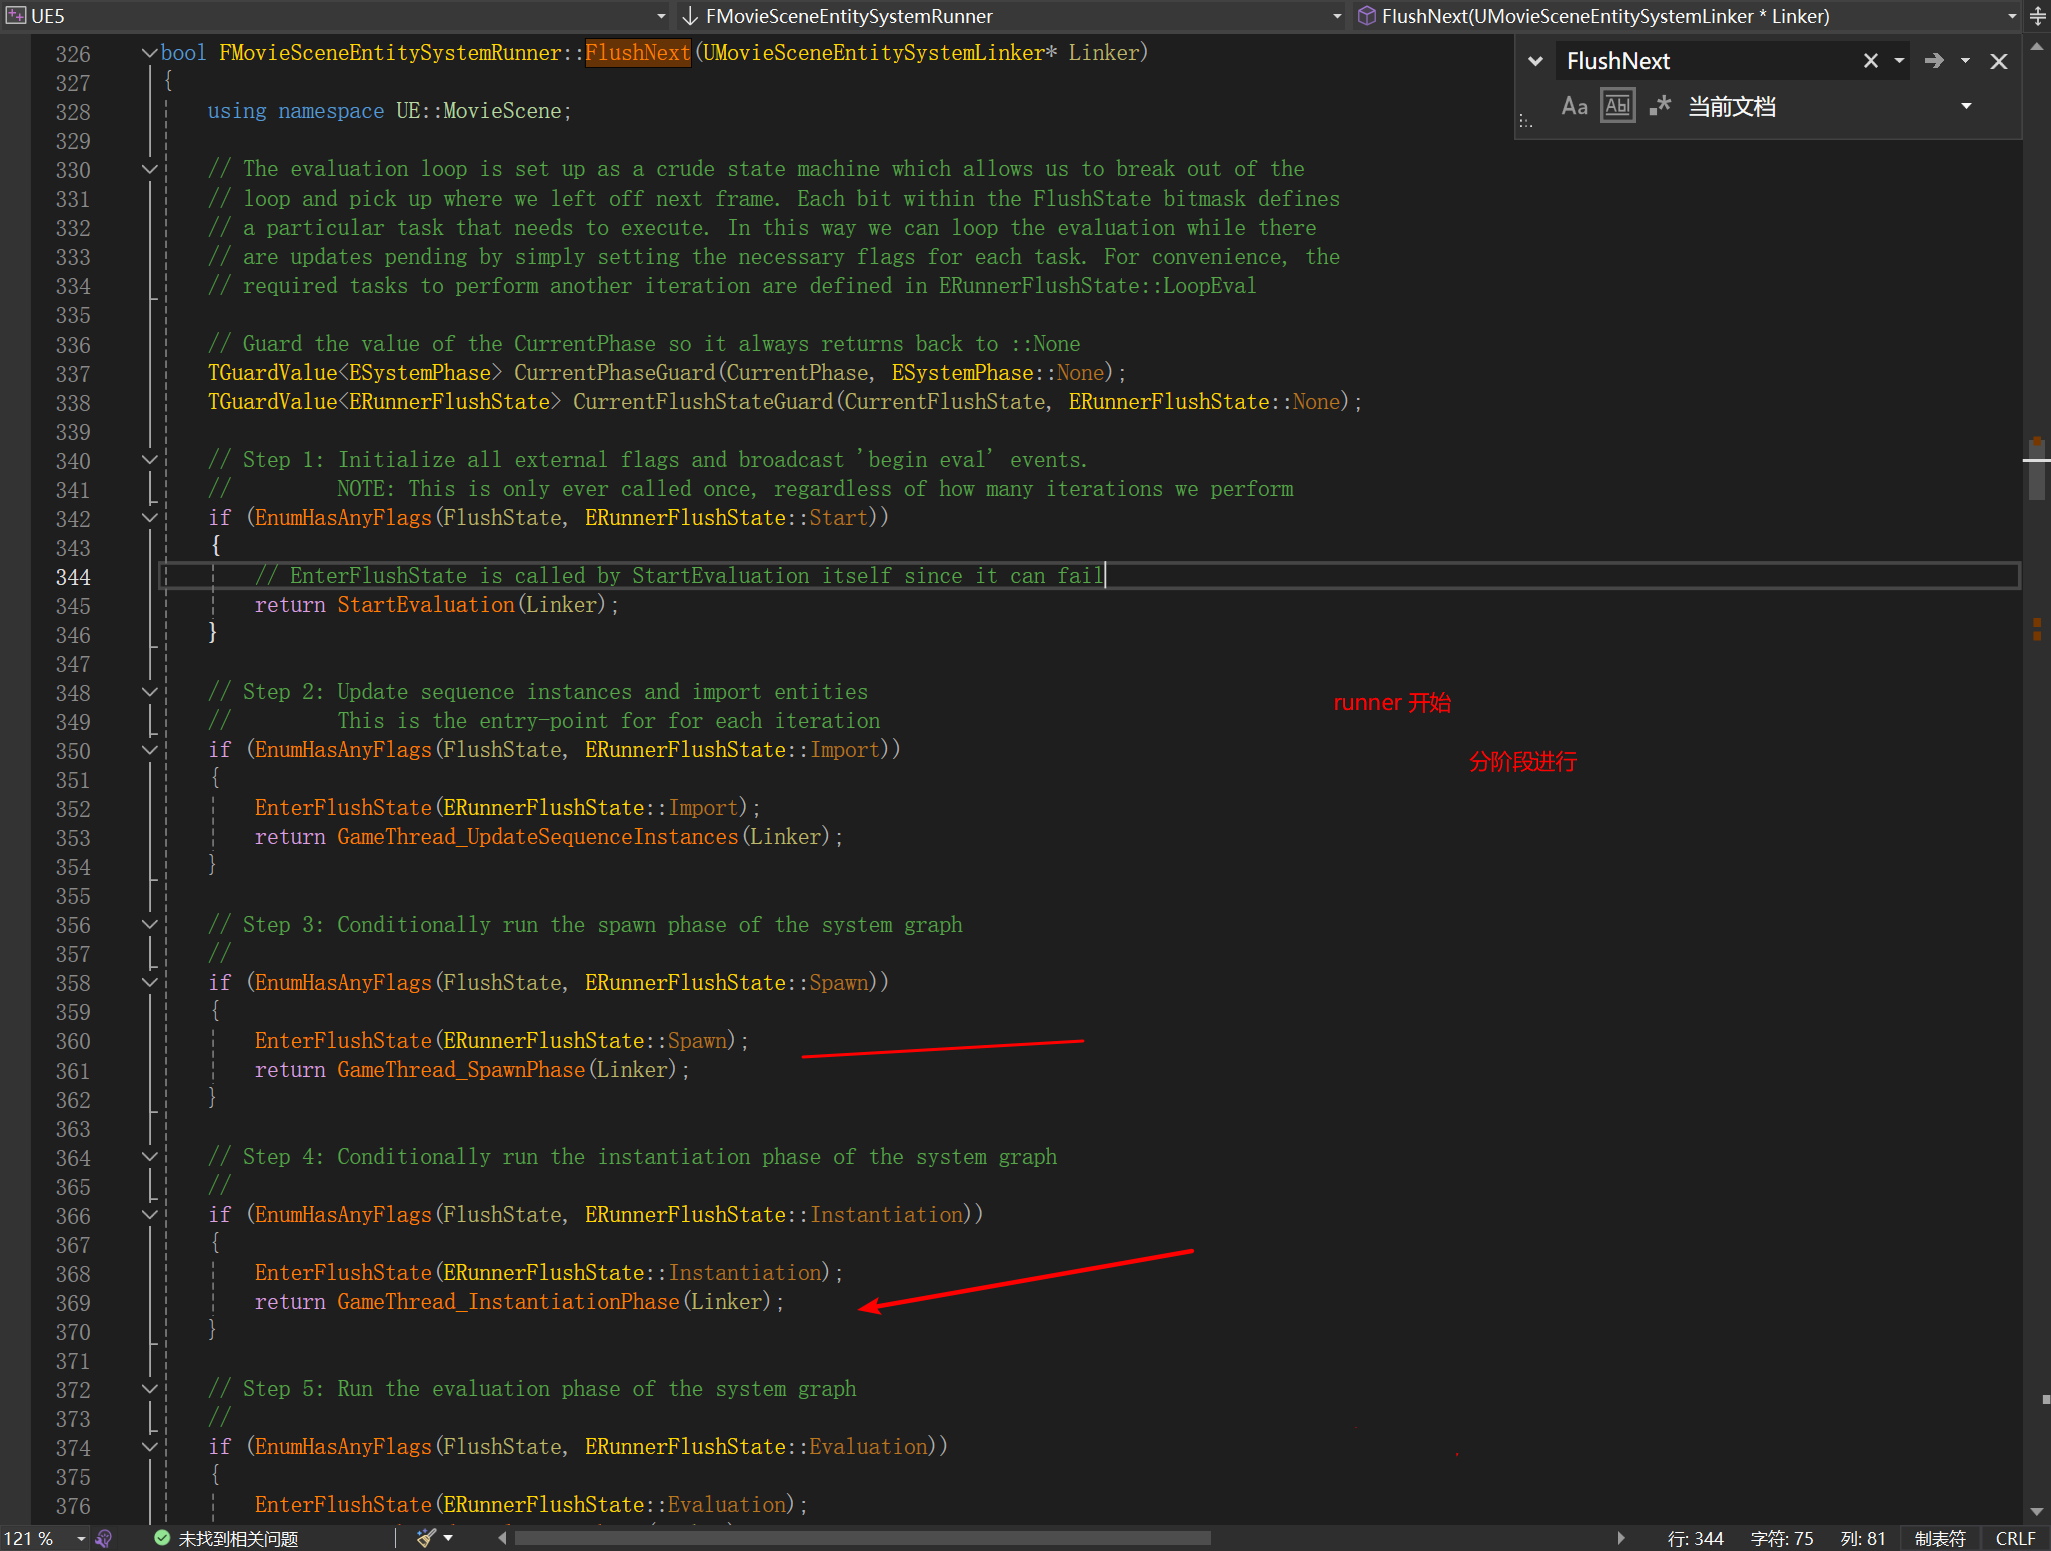 UE5
FMovieSceneEntitySystemRunner
FlushNext(UMovieSceneEntitySystemLinker * Linker)
FlushNext
Aa Abl .* 当前文档
326 bool FMovieSceneEntitySystemRunner::FlushNext(UMovieSceneEntitySystemLinker* Linker)
327 {
328 using namespace UE::MovieScene;
329
330 // The evaluation loop is set up as a crude state machine which allows us to break out of the
331 // loop and pick up where we left off next frame. Each bit within the FlushState bitmask defines
332 // a particular task that needs to execute. In this way we can loop the evaluation while there
333 // are updates pending by simply setting the necessary flags for each task. For convenience, the
334 // required tasks to perform another iteration are defined in ERunnerFlushState::LoopEval
335
336 // Guard the value of the CurrentPhase so it always returns back to ::None
337 TGuardValue<ESystemPhase> CurrentPhaseGuard(CurrentPhase, ESystemPhase::None);
338 TGuardValue<ERunnerFlushState> CurrentFlushStateGuard(CurrentFlushState, ERunnerFlushState::None);
339
340 // Step 1: Initialize all external flags and broadcast 'begin eval' events.
341 // NOTE: This is only ever called once, regardless of how many iterations we perform
342 if (EnumHasAnyFlags(FlushState, ERunnerFlushState::Start))
343 {
344 // EnterFlushState is called by StartEvaluation itself since it can fail
345 return StartEvaluation(Linker);
346 }
347
348 // Step 2: Update sequence instances and import entities
runner 开始
349 // This is the entry-point for for each iteration
350 if (EnumHasAnyFlags(FlushState, ERunnerFlushState::Import))
分阶段进行
351 {
352 EnterFlushState(ERunnerFlushState::Import);
353 return GameThread_UpdateSequenceInstances(Linker);
354 }
355
356 // Step 3: Conditionally run the spawn phase of the system graph
357 //
358 if (EnumHasAnyFlags(FlushState, ERunnerFlushState::Spawn))
359 {
360 EnterFlushState(ERunnerFlushState::Spawn);
361 return GameThread_SpawnPhase(Linker);
362 }
363
364 // Step 4: Conditionally run the instantiation phase of the system graph
365 //
366 if (EnumHasAnyFlags(FlushState, ERunnerFlushState::Instantiation))
367 {
368 EnterFlushState(ERunnerFlushState::Instantiation);
369 return GameThread_InstantiationPhase(Linker);
370 }
371
372 // Step 5: Run the evaluation phase of the system graph
373 //
374 if (EnumHasAnyFlags(FlushState, ERunnerFlushState::Evaluation))
375 {
376 EnterFlushState(ERunnerFlushState::Evaluation);
121 % 未找到相关问题 行: 344 字符: 75 列: 81 制表符 CRLF